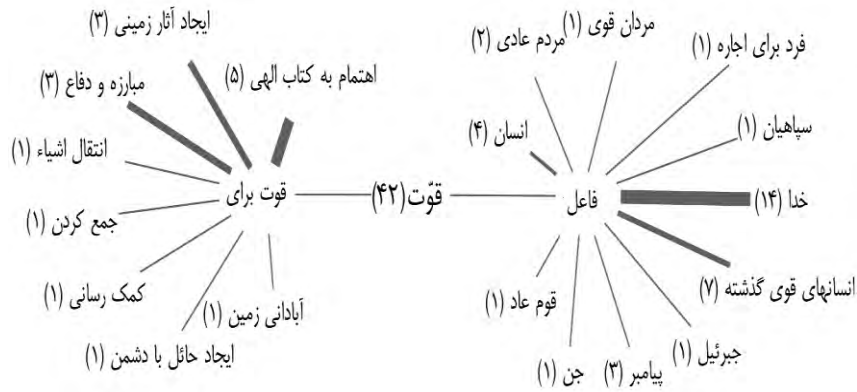 مردان قوی (۱)
مردم عادی (۲)
فرد برای اجاره (۱)
انسان (۴)
سپاهیان (۱)
فاعل
خدا (۱۴)
انسانهای قوی گذشته (۷)
قوم عاد (۱)
جبرئیل (۱)
پیامبر (۳)
جن (۱)
قوّت (۴۲)
ایجاد آثار زمینی (۳)
اهتمام به کتاب الهی (۵)
مبارزه و دفاع (۳)
انتقال اشیاء (۱)
قوت برای
جمع کردن (۱)
کمک رسانی (۱)
آبادانی زمین (۱)
ایجاد حائل با دشمن (۱)